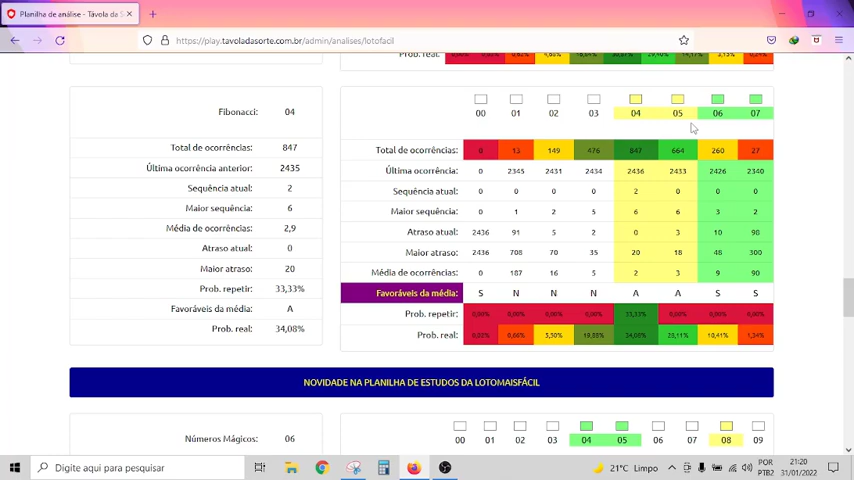 Planilha de análise - Távola da S
https://play.tavoladasorte.com.br/admin/analises/lotofacil
Prob. real:
Fibonacci: 04
00 01 02 03 04 05 06 07
Total de ocorrências: 847
Total de ocorrências: 0 13 149 476 847 664 260 27
Última ocorrência anterior: 2435
Última ocorrência: 0 2345 2431 2434 2436 2433 2426 2340
Sequência atual: 2
Sequência atual: 0 0 0 0 2 0 0 0
Maior sequência: 6
Maior sequência: 0 1 2 5 6 6 3 2
Média de ocorrências: 2,9
Atraso atual: 2436 91 5 2 0 3 10 98
Atraso atual: 0
Maior atraso: 2436 708 70 35 20 18 48 300
Maior atraso: 20
Média de ocorrências: 0 187 16 5 2 3 9 90
Prob. repetir: 33,33%
Favoráveis da média: S N N N A A S S
Favoráveis da média: A
Prob. repetir: 0,00% 0,00% 0,00% 0,00% 33,33% 0,00% 0,00% 0,00%
Prob. real: 34,08%
Prob. real: 0,00% 0,66% 5,50% 19,88% 34,08% 28,11% 10,41% 1,34%
NOVIDADE NA PLANILHA DE ESTUDOS DA LOTOMAISFÁCIL
Números Mágicos: 06
00 01 02 03 04 05 06 07 08 09
Digite aqui para pesquisar
21°C Limpo
POR
PTB2
21:20
31/01/2022